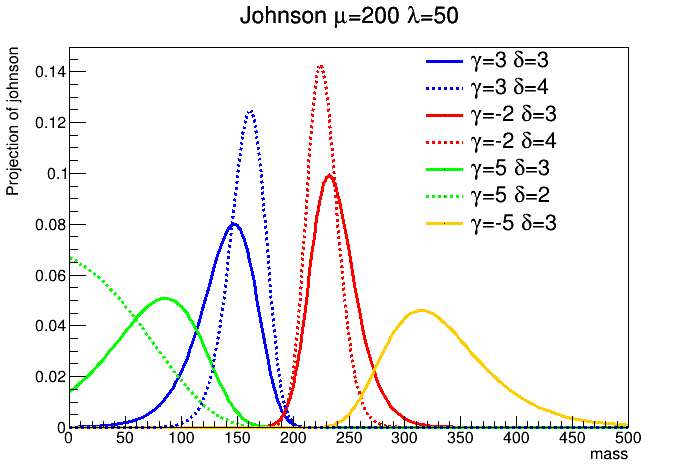 Johnson μ=200 λ=50
Projection of johnson
0.14
0.12
0.1
0.08
0.06
0.04
0.02
0
γ=3 δ=3
γ=3 δ=4
γ=-2 δ=3
γ=-2 δ=4
γ=5 δ=3
γ=5 δ=2
γ=-5 δ=3
0 50 100 150 200 250 300 350 400 450 500
mass